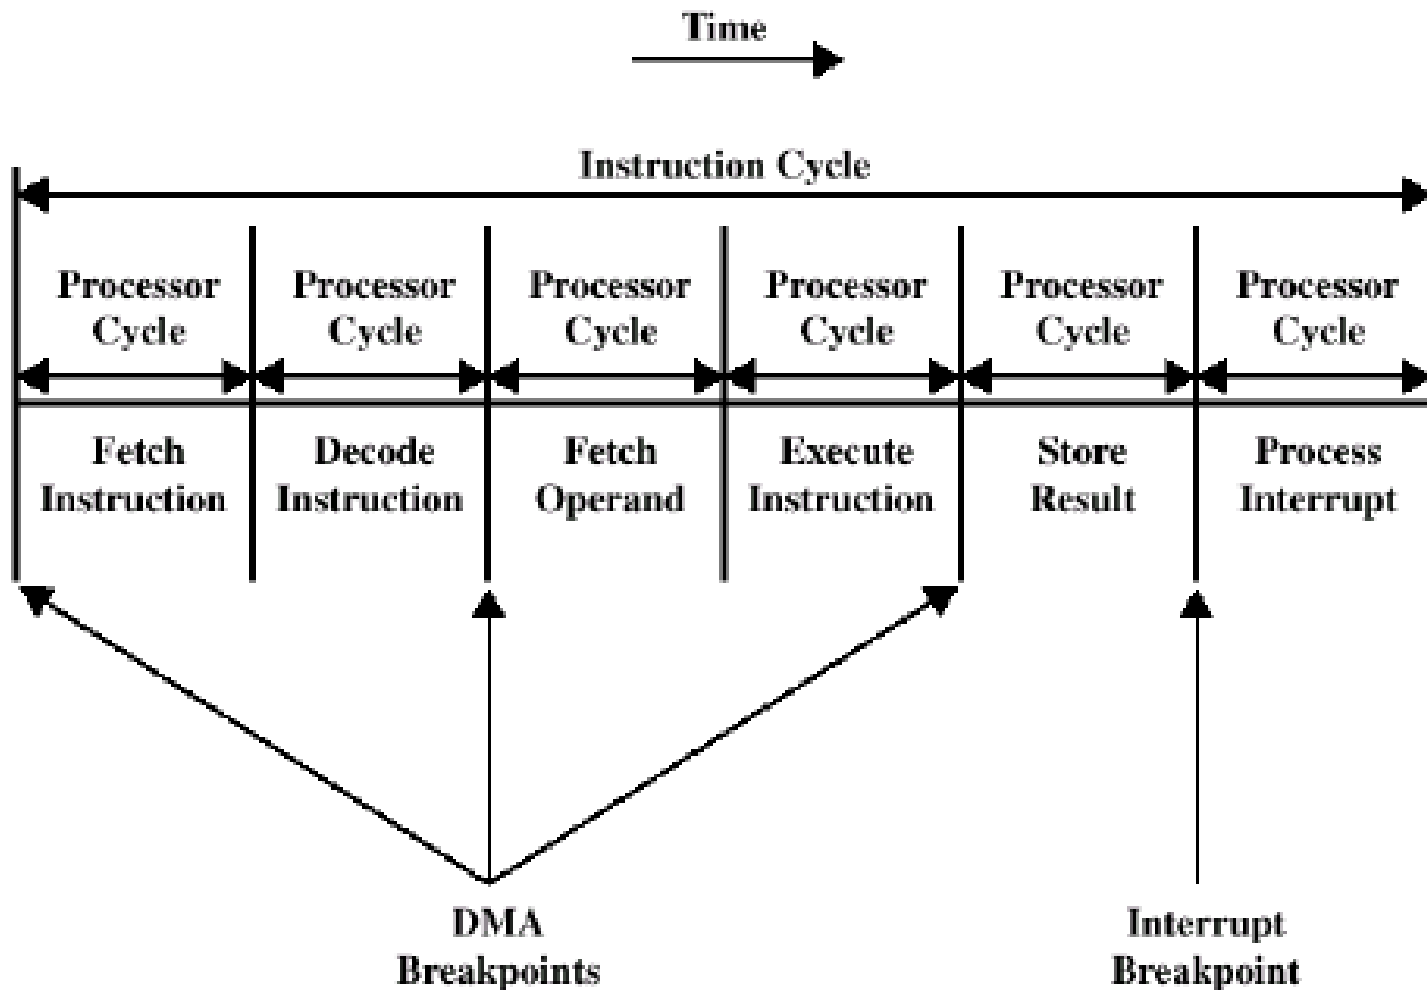 Time
Instruction Cycle
Processor Cycle
Processor Cycle
Processor Cycle
Processor Cycle
Processor Cycle
Processor Cycle
Fetch Instruction
Decode Instruction
Fetch Operand
Execute Instruction
Store Result
Process Interrupt
DMA Breakpoints
Interrupt Breakpoint